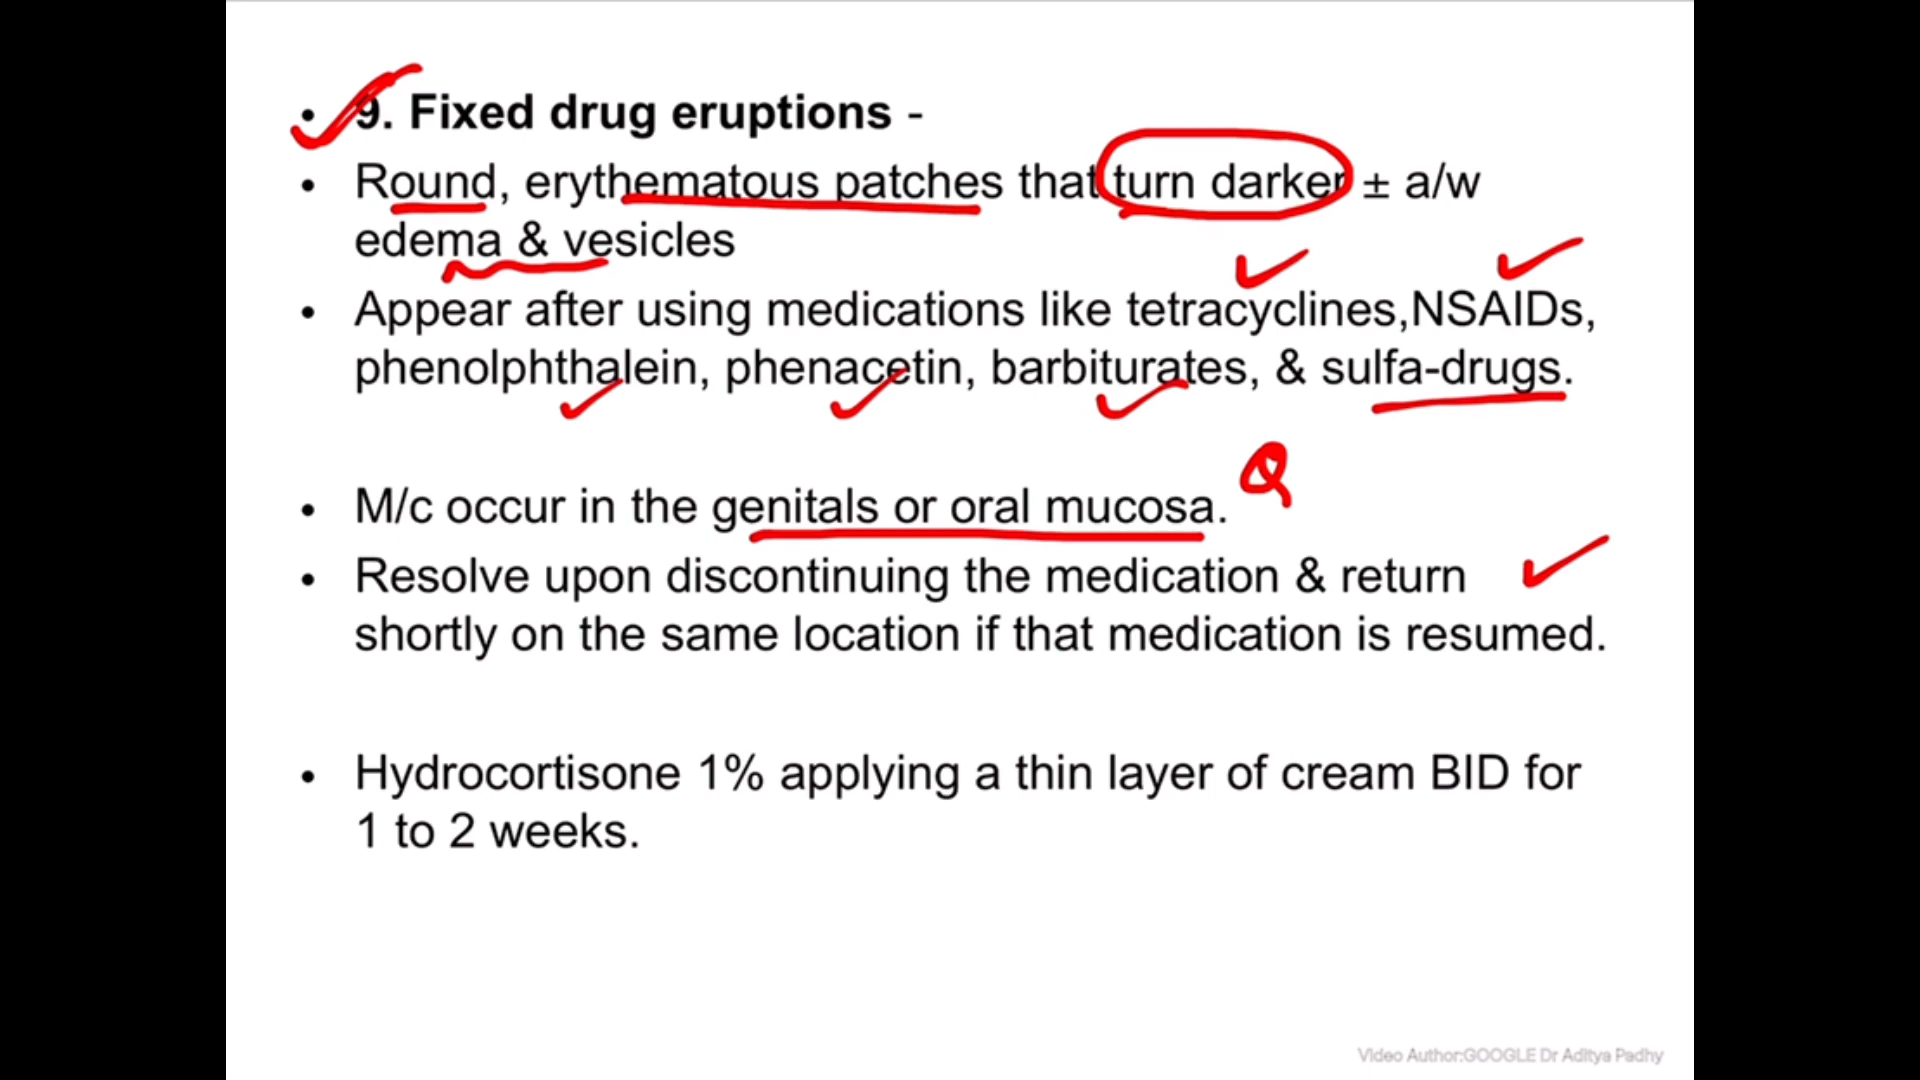 • 9. Fixed drug eruptions -
• Round, erythematous patches that turn darker ± a/w
edema & vesicles
• Appear after using medications like tetracyclines,NSAIDs,
phenolphthalein, phenacetin, barbiturates, & sulfa-drugs.
Q
• M/c occur in the genitals or oral mucosa.
• Resolve upon discontinuing the medication & return
shortly on the same location if that medication is resumed.
• Hydrocortisone 1% applying a thin layer of cream BID for
1 to 2 weeks.
Video Author:GOOGLE Dr Aditya Padhy